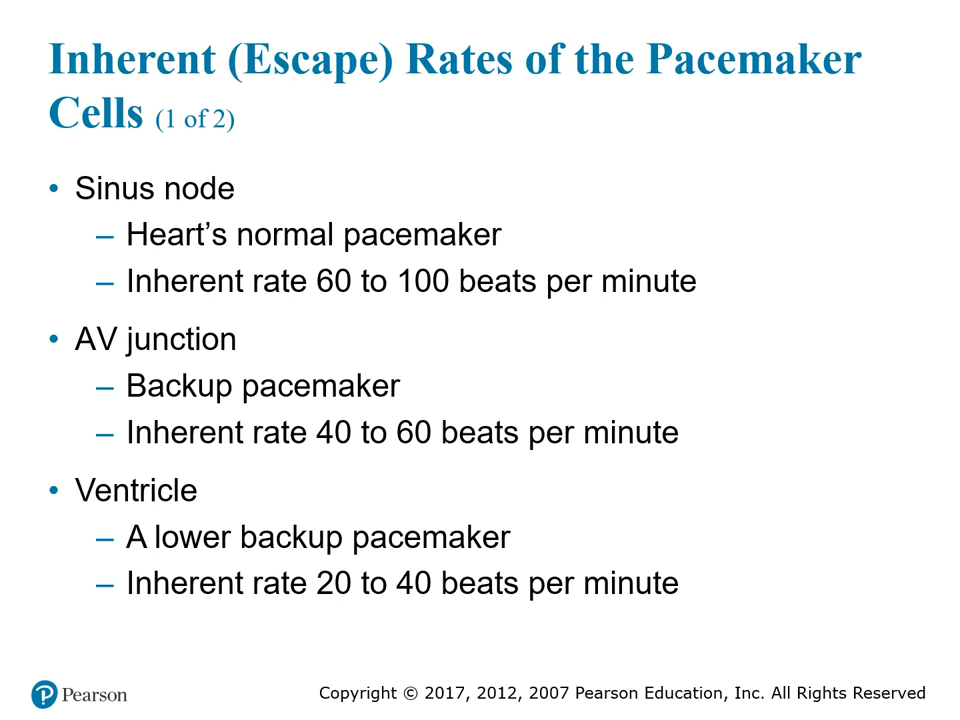 Inherent (Escape) Rates of the Pacemaker
Cells (1 of 2)
• Sinus node
– Heart’s normal pacemaker
– Inherent rate 60 to 100 beats per minute
• AV junction
– Backup pacemaker
– Inherent rate 40 to 60 beats per minute
• Ventricle
– A lower backup pacemaker
– Inherent rate 20 to 40 beats per minute
P Pearson
Copyright © 2017, 2012, 2007 Pearson Education, Inc. All Rights Reserved